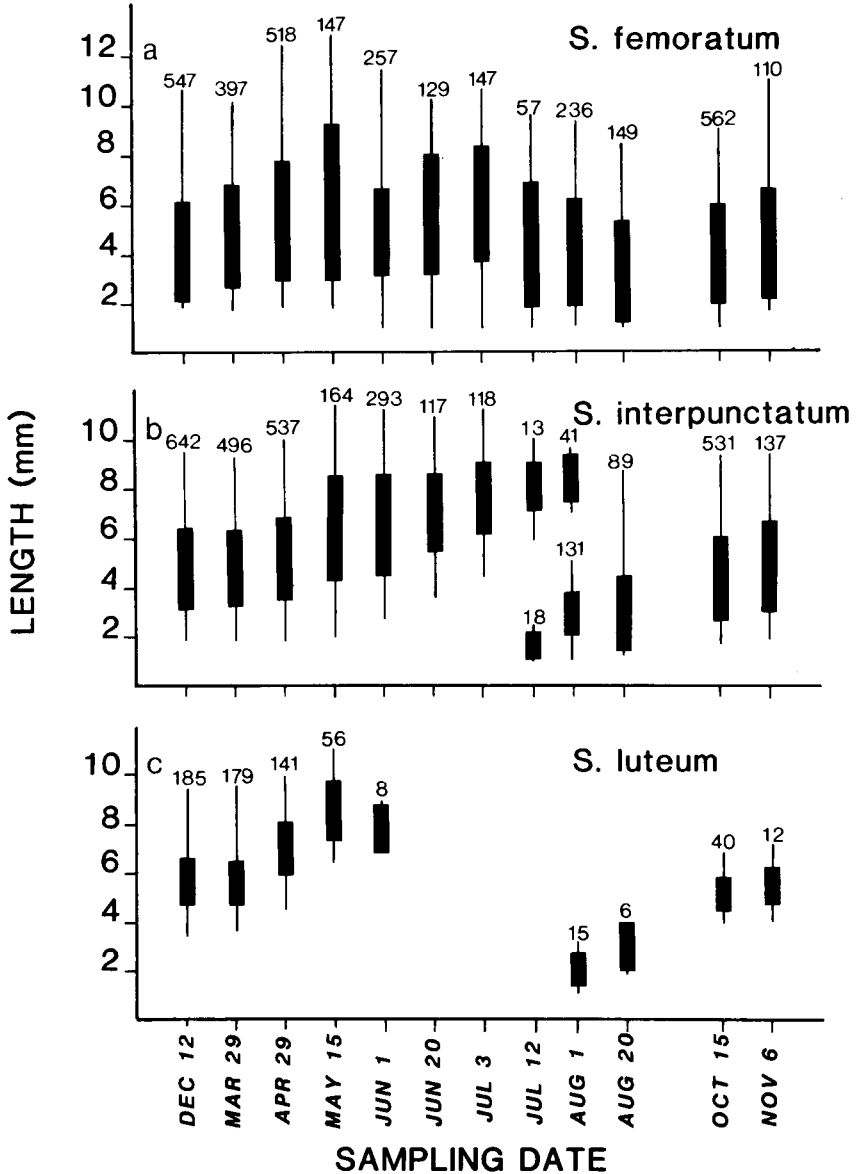 a
S. femoratum
12
10
8
6
4
2
547
397
518
147
257
129
147
57
236
149
562
110
b
S. interpunctatum
10
8
6
4
2
642
496
537
164
293
117
118
13
41
18
131
89
531
137
c
S. luteum
10
8
6
4
2
185
179
141
56
8
15
6
40
12
LENGTH (mm)
DEC 12
MAR 29
APR 29
MAY 15
JUN 1
JUN 20
JUL 3
JUL 12
AUG 1
AUG 20
OCT 15
NOV 6
SAMPLING DATE